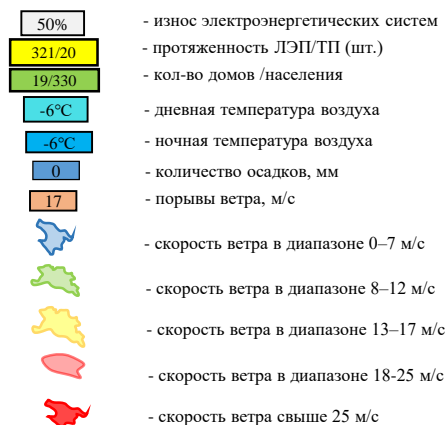 50% - износ электроэнергетических систем
321/20 - протяженность ЛЭП/ТП (шт.)
19/330 - кол-во домов /населения
-6°С - дневная температура воздуха
-6°С - ночная температура воздуха
0 - количество осадков, мм
17 - порывы ветра, м/с
- скорость ветра в диапазоне 0–7 м/с
- скорость ветра в диапазоне 8–12 м/с
- скорость ветра в диапазоне 13–17 м/с
- скорость ветра в диапазоне 18-25 м/с
- скорость ветра свыше 25 м/с